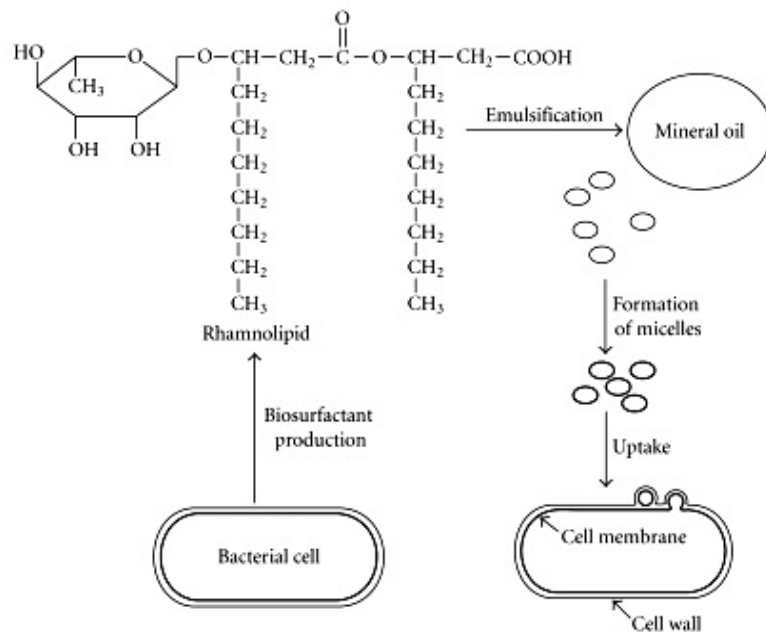 O
HO
O
O—CH—CH₂—C—O—CH—CH₂—COOH
CH₃
OH
OH
CH₂ CH₂
CH₂ CH₂
CH₂ CH₂
CH₂ CH₂
CH₂ CH₂
CH₂ CH₂
CH₃ CH₃
Rhamnolipid
Emulsification
Mineral oil
Formation
of micelles
Biosurfactant
production
Uptake
Bacterial cell
Cell membrane
Cell wall